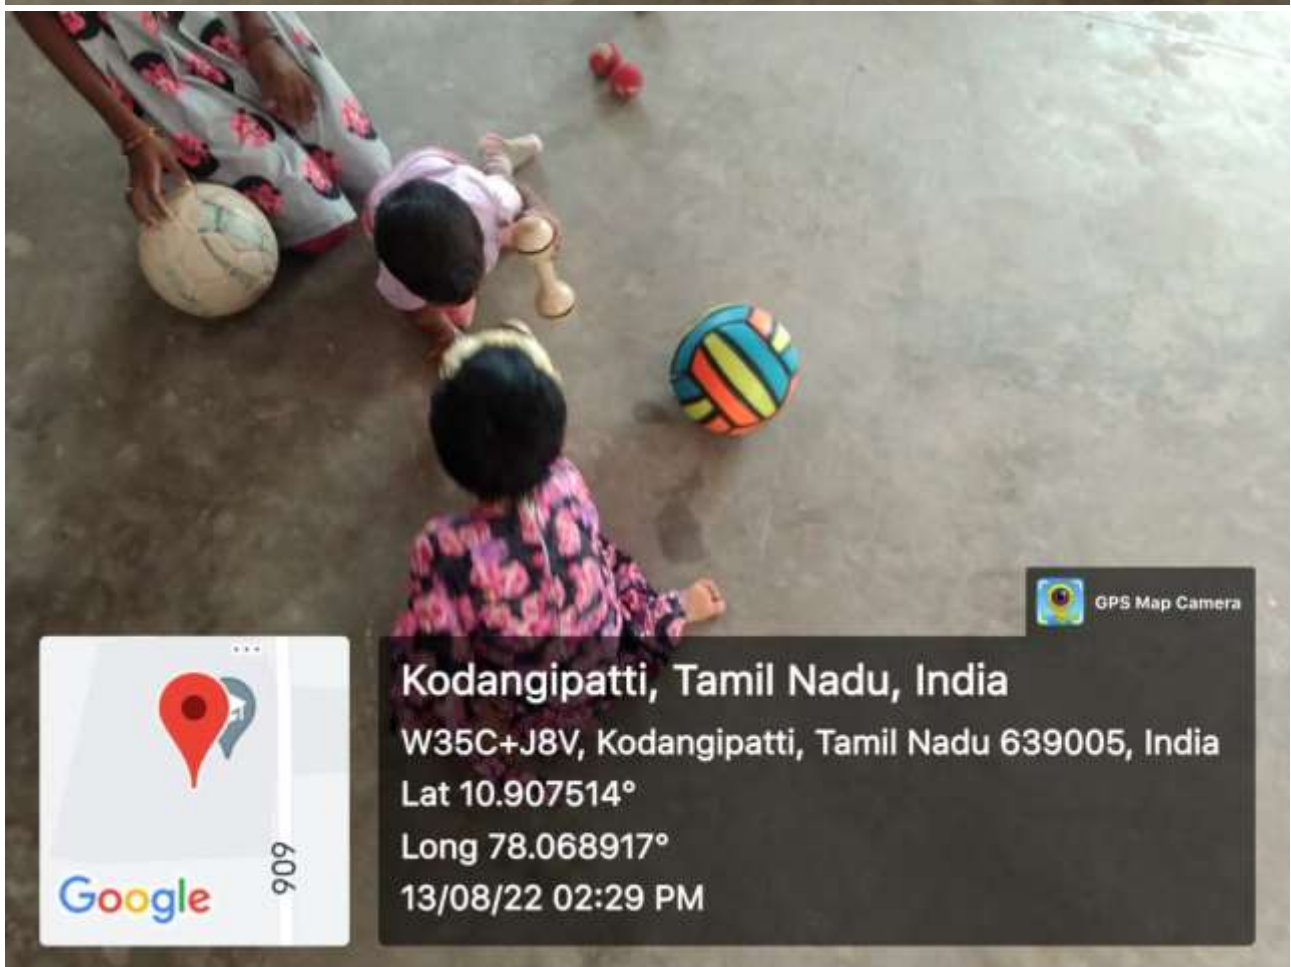 GPS Map Camera
Kodangipatti, Tamil Nadu, India
W35C+J8V, Kodangipatti, Tamil Nadu 639005, India
Lat 10.907514°
Long 78.068917°
13/08/22 02:29 PM
909
Google